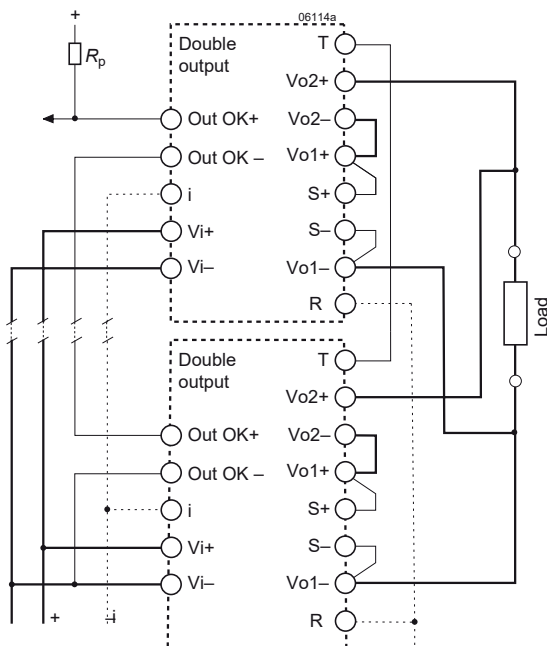 06114a
+
Rp
Double
output
T
Vo2+
Out OK+
Vo2–
Out OK –
Vo1+
i
S+
Vi+
S–
Vi–
Vo1–
R
Load
Double
output
T
Vo2+
Out OK+
Vo2–
Out OK –
Vo1+
i
S+
Vi+
S–
Vi–
Vo1–
+
–i
R